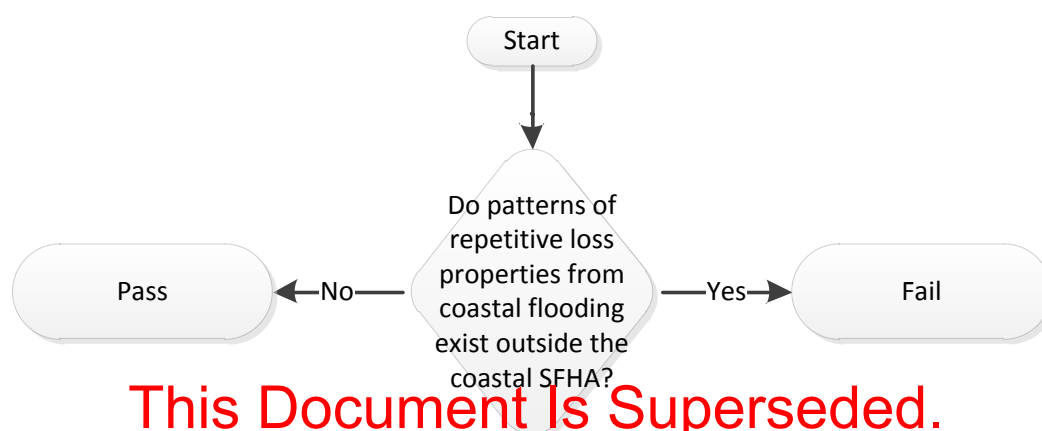 Start
Do patterns of
repetitive loss
properties from
coastal flooding
exist outside the
coastal SFHA?
Pass
No
Yes
Fail
This Document Is Superseded.